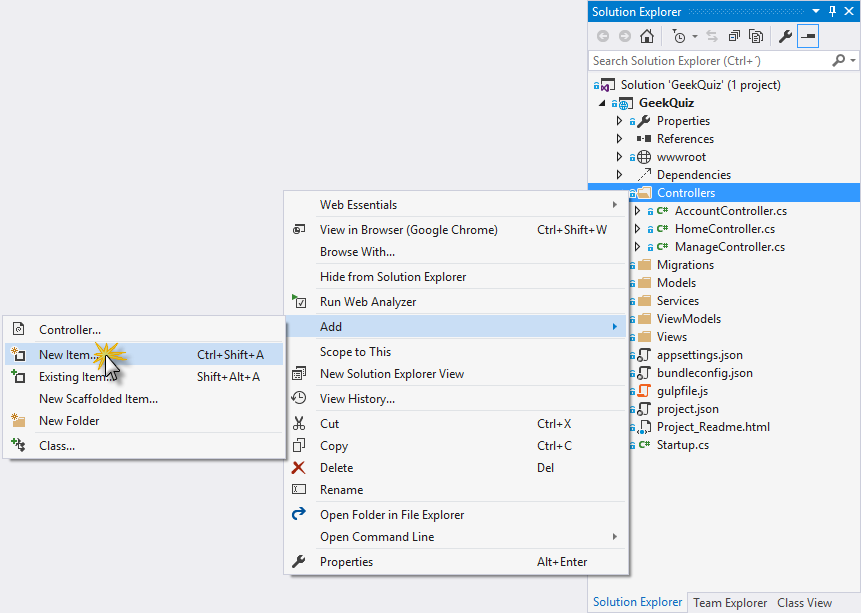 Solution Explorer
Search Solution Explorer (Ctrl+´)
Solution 'GeekQuiz' (1 project)
GeekQuiz
Properties
References
wwwroot
Dependencies
Controllers
C# AccountController.cs
C# HomeController.cs
C# ManageController.cs
Migrations
Models
Services
ViewModels
Views
appsettings.json
bundleconfig.json
gulpfile.js
project.json
Project_Readme.html
C# Startup.cs
Solution Explorer Team Explorer Class View
Web Essentials
View in Browser (Google Chrome) Ctrl+Shift+W
Browse With...
Hide from Solution Explorer
Run Web Analyzer
Add
Scope to This
New Solution Explorer View
View History...
Cut Ctrl+X
Copy Ctrl+C
Delete Del
Rename
Open Folder in File Explorer
Open Command Line
Properties Alt+Enter
Controller...
New Item... Ctrl+Shift+A
Existing Item... Shift+Alt+A
New Scaffolded Item...
New Folder
Class...